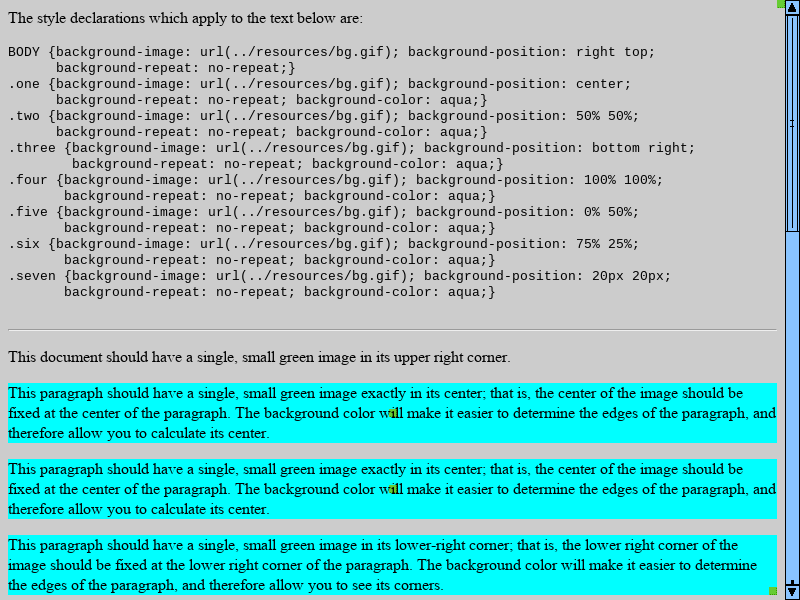 The style declarations which apply to the text below are:
BODY {background-image: url(../resources/bg.gif); background-position: right top;
background-repeat: no-repeat;}
.one {background-image: url(../resources/bg.gif); background-position: center;
background-repeat: no-repeat; background-color: aqua;}
.two {background-image: url(../resources/bg.gif); background-position: 50% 50%;
background-repeat: no-repeat; background-color: aqua;}
.three {background-image: url(../resources/bg.gif); background-position: bottom right;
background-repeat: no-repeat; background-color: aqua;}
.four {background-image: url(../resources/bg.gif); background-position: 100% 100%;
background-repeat: no-repeat; background-color: aqua;}
.five {background-image: url(../resources/bg.gif); background-position: 0% 50%;
background-repeat: no-repeat; background-color: aqua;}
.six {background-image: url(../resources/bg.gif); background-position: 75% 25%;
background-repeat: no-repeat; background-color: aqua;}
.seven {background-image: url(../resources/bg.gif); background-position: 20px 20px;
background-repeat: no-repeat; background-color: aqua;}
This document should have a single, small green image in its upper right corner.
This paragraph should have a single, small green image exactly in its center; that is, the center of the image should be
fixed at the center of the paragraph. The background color will make it easier to determine the edges of the paragraph, and
therefore allow you to calculate its center.
This paragraph should have a single, small green image exactly in its center; that is, the center of the image should be
fixed at the center of the paragraph. The background color will make it easier to determine the edges of the paragraph, and
therefore allow you to calculate its center.
This paragraph should have a single, small green image in its lower-right corner; that is, the lower right corner of the
image should be fixed at the lower right corner of the paragraph. The background color will make it easier to determine
the edges of the paragraph, and therefore allow you to see its corners.